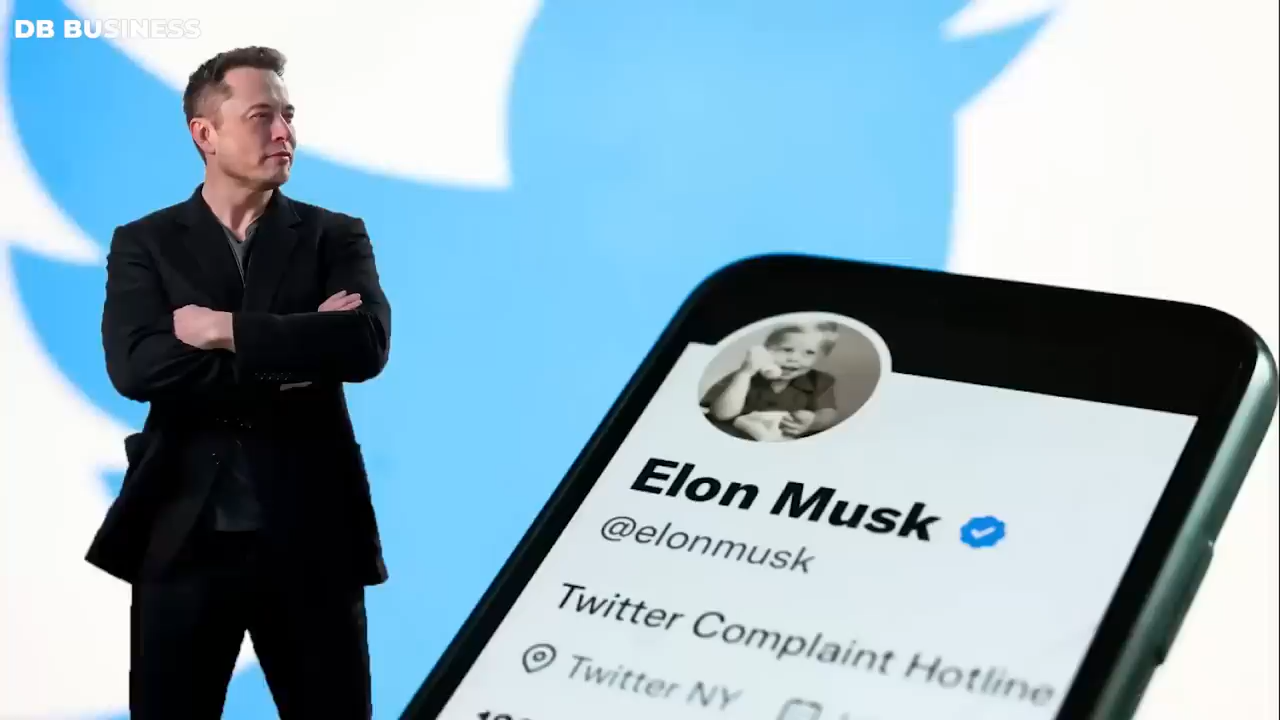 DB BUSINESS
Elon Musk
@elonmusk
Twitter Complaint Hotline
Twitter NY